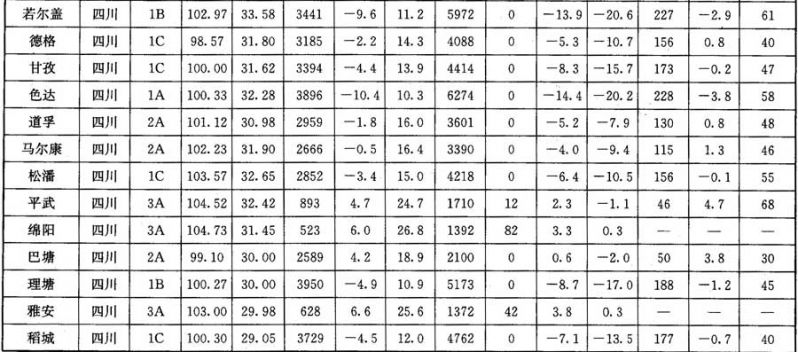 若尔盖 四川 1B 102.97 33.58 3441 －9.6 11.2 5972 0 －13.9 －20.6 227 －2.9 61
德格 四川 1C 98.57 31.80 3185 －2.2 14.3 4088 0 －5.3 －10.7 156 0.8 40
甘孜 四川 1C 100.00 31.62 3394 －4.4 13.9 4414 0 －8.3 －15.7 173 －0.2 47
色达 四川 1A 100.33 32.28 3896 －10.4 10.3 6274 0 －14.4 －20.2 228 －3.8 58
道孚 四川 2A 101.12 30.98 2959 －1.8 16.0 3601 0 －5.2 －7.9 130 0.8 48
马尔康 四川 2A 102.23 31.90 2666 －0.5 16.4 3390 0 －4.0 －9.4 115 1.3 46
松潘 四川 1C 103.57 32.65 2852 －3.4 15.0 4218 0 －6.4 －10.5 156 －0.1 55
平武 四川 3A 104.52 32.42 893 4.7 24.7 1710 12 2.3 －1.1 46 4.7 68
绵阳 四川 3A 104.73 31.45 523 6.0 26.8 1392 82 3.3 0.3 — — —
巴塘 四川 2A 99.10 30.00 2589 4.2 18.9 2100 0 0.6 －2.0 50 3.8 30
理塘 四川 1B 100.27 30.00 3950 －4.9 10.9 5173 0 －8.7 －17.0 188 －1.2 45
雅安 四川 3A 103.00 29.98 628 6.6 25.6 1372 42 3.8 0.3 — — —
稻城 四川 1C 100.30 29.05 3729 －4.5 12.0 4762 0 －7.1 －13.5 177 －0.7 40